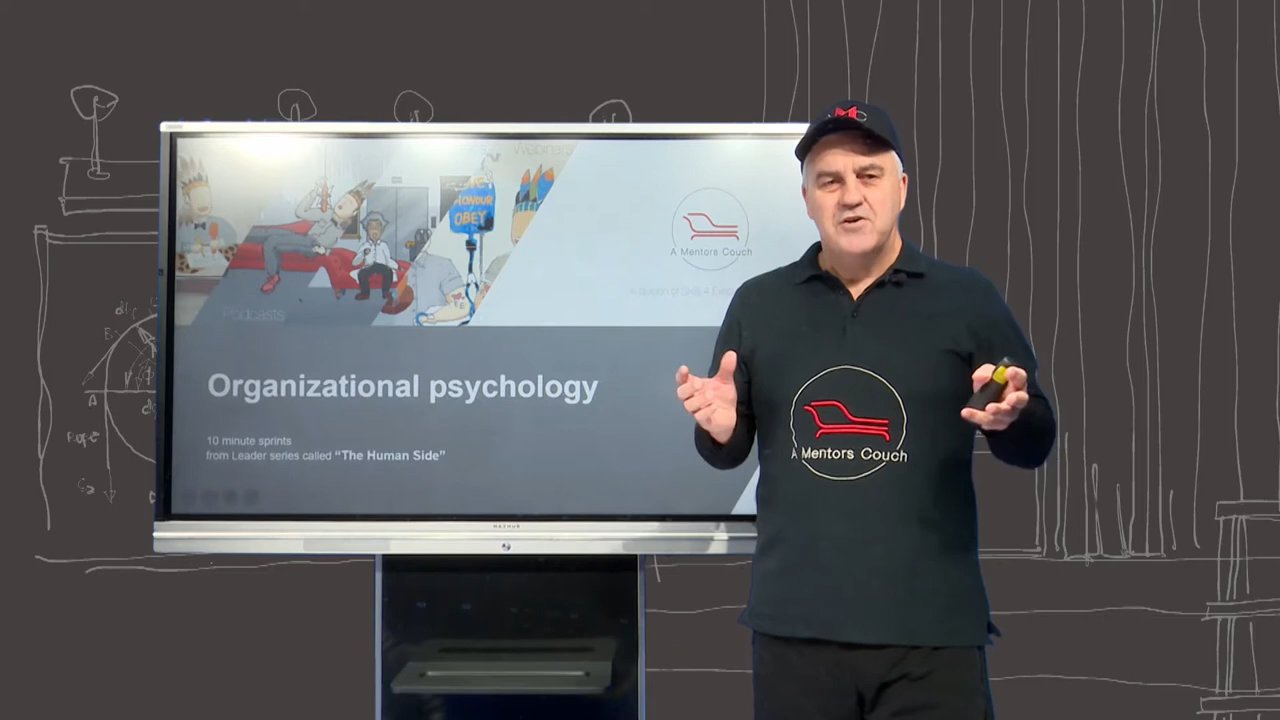 Webinars
HONOUR
OBEY
A Mentors Couch
Podcasts
Organizational psychology
10 minute sprints
from Leader series called “The Human Side”
MC
A Mentors Couch
A